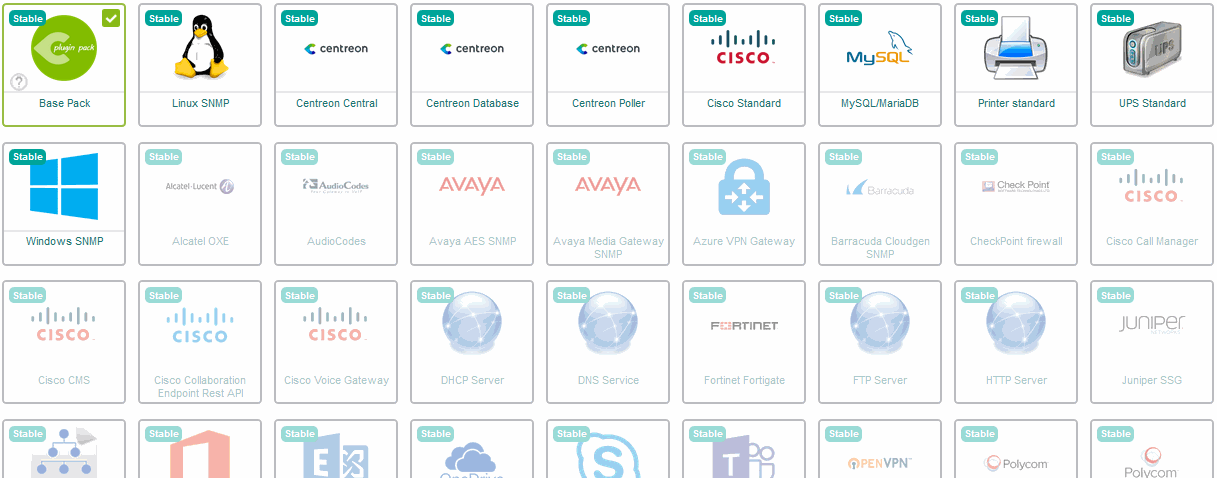 Stable Stable Stable Stable Stable Stable Stable Stable Stable
plugin pack
centreon centreon centreon CISCO MySQL UPS
?
Base Pack Linux SNMP Centreon Central Centreon Database Centreon Poller Cisco Standard MySQL/MariaDB Printer standard UPS Standard
Stable Stable Stable Stable Stable Stable Stable Stable Stable
Alcatel·Lucent AudioCodes AVAYA AVAYA Barracuda Check Point CISCO
Windows SNMP Alcatel OXE AudioCodes Avaya AES SNMP Avaya Media Gateway SNMP Azure VPN Gateway Barracuda Cloudgen SNMP CheckPoint firewall Cisco Call Manager
Stable Stable Stable Stable Stable Stable Stable Stable Stable
CISCO CISCO CISCO FORTINET JUNIPER
NETWORKS
Cisco CMS Cisco Collaboration Endpoint Rest API Cisco Voice Gateway DHCP Server DNS Service Fortinet Fortigate FTP Server HTTP Server Juniper SSG
Stable Stable Stable Stable Stable Stable Stable Stable Stable
E OneDrive S T OPENVPN Polycom Polycom